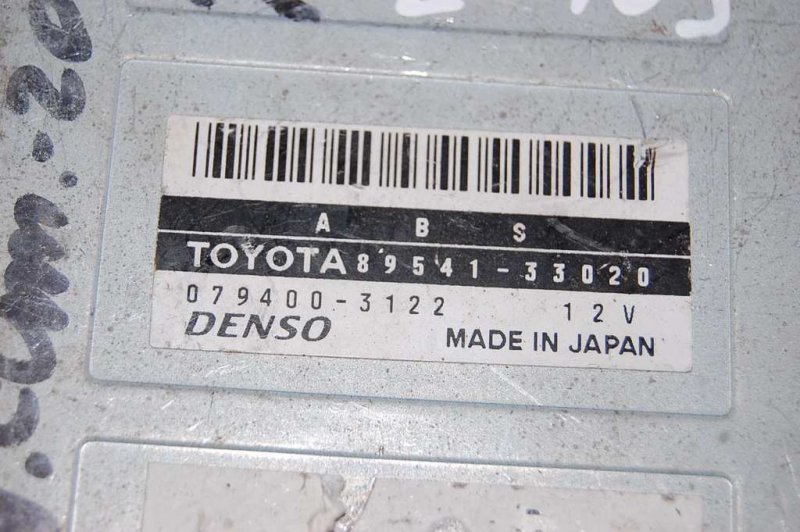 A B S
TOYOTA 89541-33020
079400-3122 12V
DENSO MADE IN JAPAN